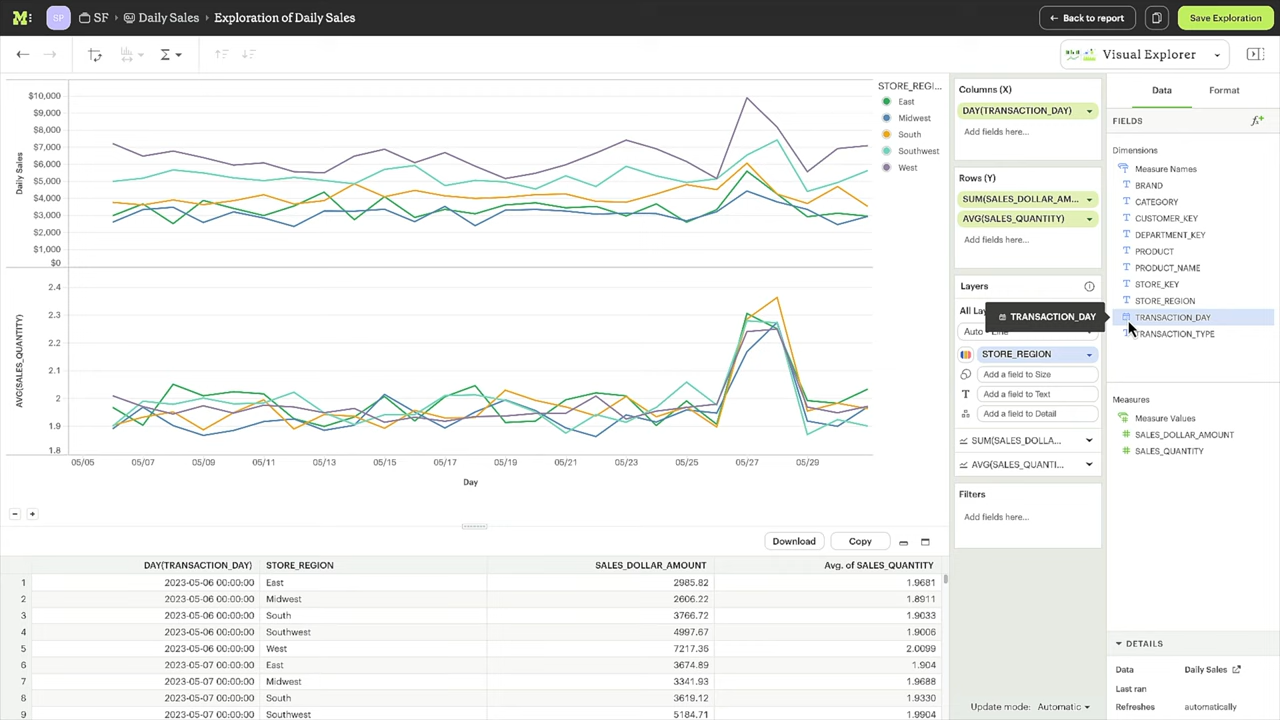 SP
SF
Daily Sales
Exploration of Daily Sales
Back to report
Save Exploration
Visual Explorer
$10,000
$9,000
$8,000
$7,000
$6,000
$5,000
$4,000
$3,000
$2,000
$1,000
$0
Daily Sales
2.4
2.3
2.2
2.1
2
1.9
1.8
AVG(SALES_QUANTITY)
05/05 05/07 05/09 05/11 05/13 05/15 05/17 05/19 05/21 05/23 05/25 05/27 05/29
Day
STORE_REGI...
East
Midwest
South
Southwest
West
Columns (X)
DAY(TRANSACTION_DAY)
Add fields here...
Rows (Y)
SUM(SALES_DOLLAR_AM...
AVG(SALES_QUANTITY)
Add fields here...
Layers
TRANSACTION_DAY
STORE_REGION
Add a field to Size
Add a field to Text
Add a field to Detail
SUM(SALES_DOLLA...
AVG(SALES_QUANTI...
Filters
Add fields here...
Update mode: Automatic
Data Format
FIELDS
Dimensions
Measure Names
BRAND
CATEGORY
CUSTOMER_KEY
DEPARTMENT_KEY
PRODUCT
PRODUCT_NAME
STORE_KEY
STORE_REGION
TRANSACTION_DAY
TRANSACTION_TYPE
Measures
Measure Values
SALES_DOLLAR_AMOUNT
SALES_QUANTITY
DETAILS
Data Daily Sales
Last ran
Refreshes automatically
Download Copy
DAY(TRANSACTION_DAY) STORE_REGION SALES_DOLLAR_AMOUNT Avg. of SALES_QUANTITY
1 2023-05-06 00:00:00 East 2985.82 1.9681
2 2023-05-06 00:00:00 Midwest 2606.22 1.8911
3 2023-05-06 00:00:00 South 3766.72 1.9033
4 2023-05-06 00:00:00 Southwest 4997.67 1.9006
5 2023-05-06 00:00:00 West 7217.36 2.0099
6 2023-05-07 00:00:00 East 3674.89 1.904
7 2023-05-07 00:00:00 Midwest 3341.93 1.9688
8 2023-05-07 00:00:00 South 3619.12 1.9330
9 2023-05-07 00:00:00 Southwest 5184.71 1.9904